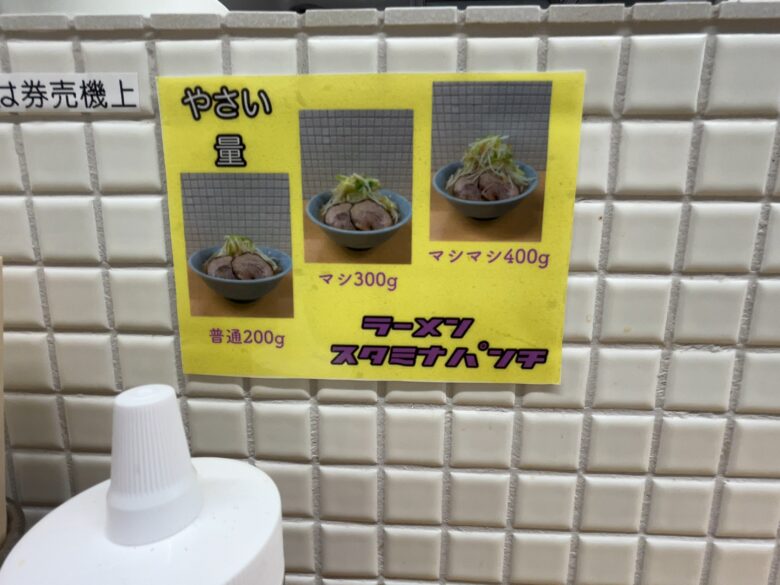 は券売機上
やさい
量
普通200g
マシ300g
マシマシ400g
ラーメン
スタミナパンチ